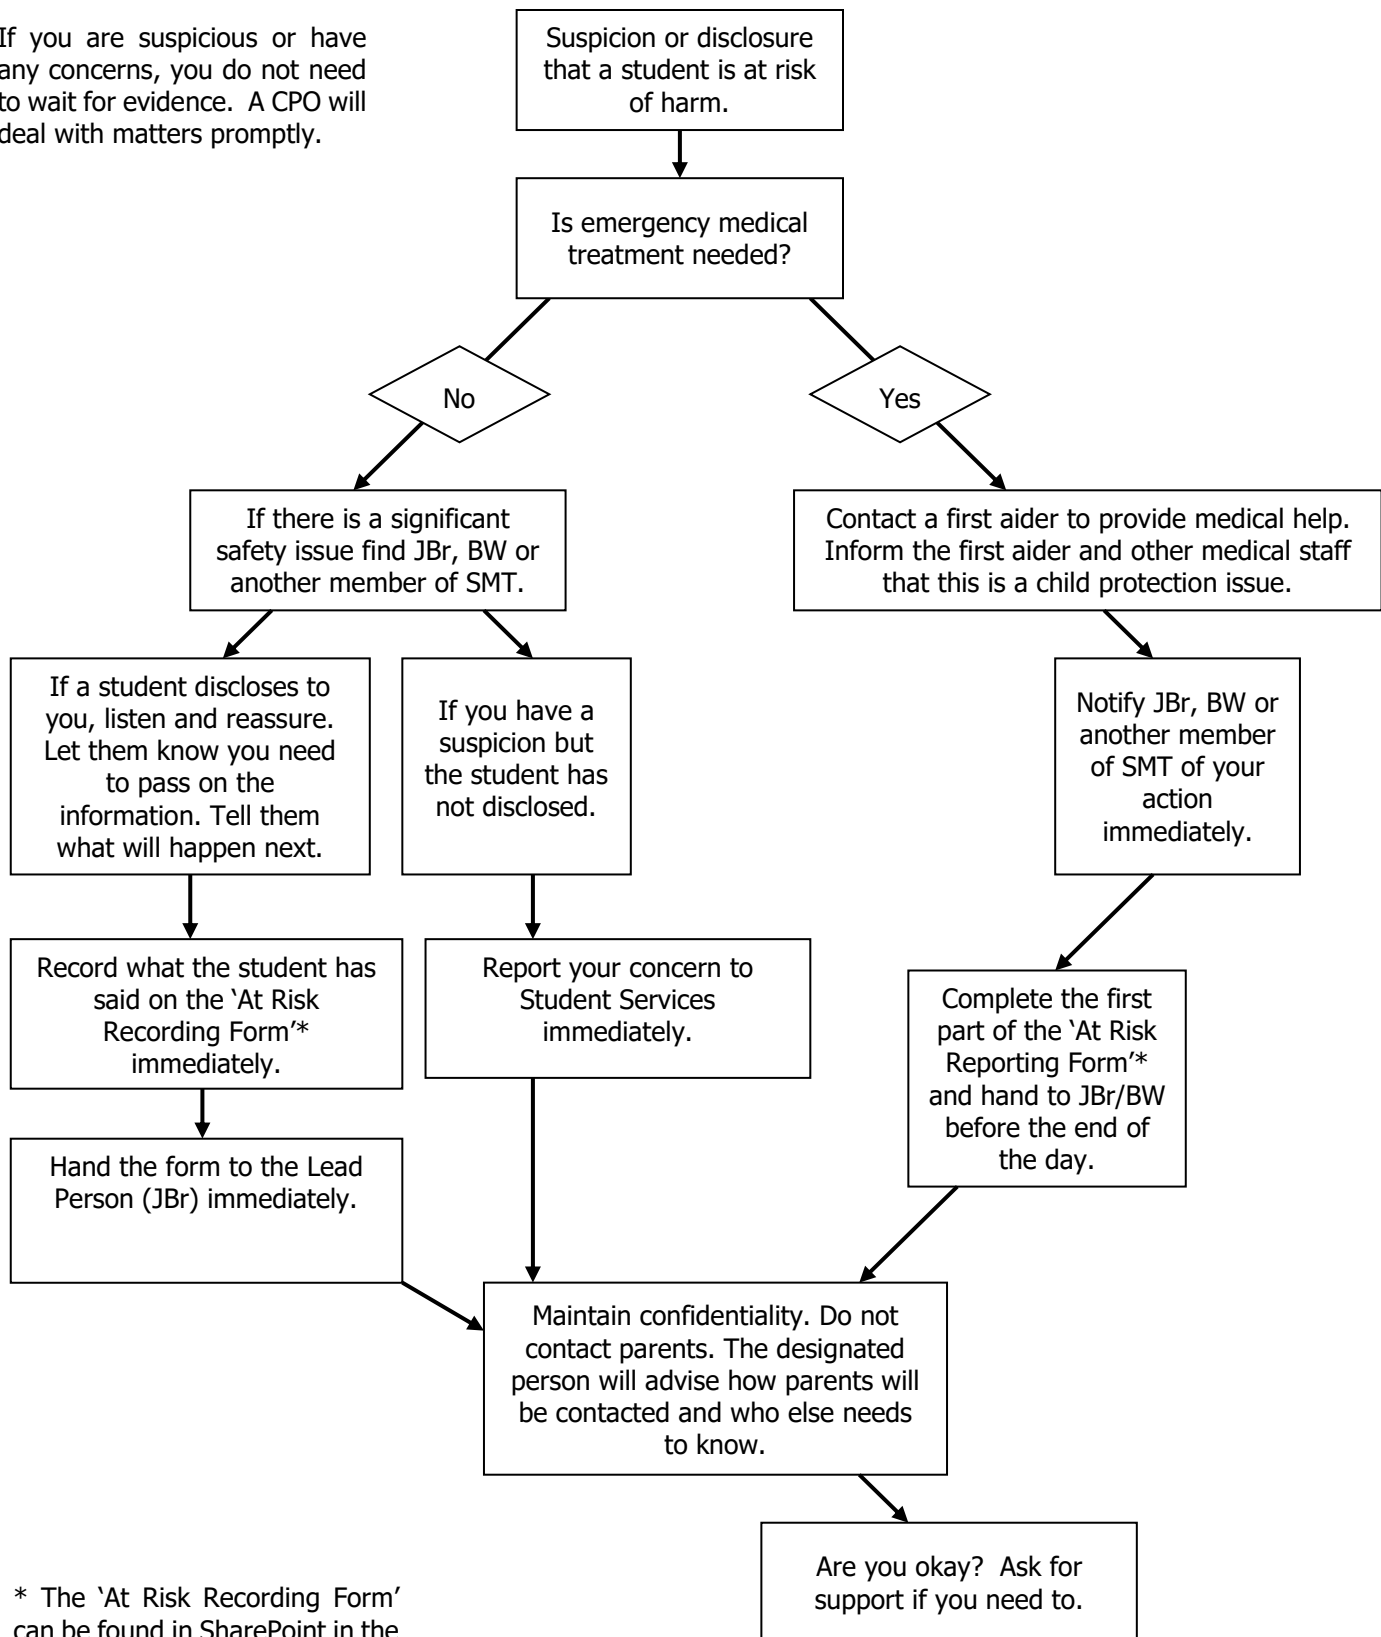 If you are suspicious or have
any concerns, you do not need
to wait for evidence. A CPO will
deal with matters promptly.
Suspicion or disclosure
that a student is at risk
of harm.
Is emergency medical
treatment needed?
No
Yes
If there is a significant
safety issue find JBr, BW or
another member of SMT.
Contact a first aider to provide medical help.
Inform the first aider and other medical staff
that this is a child protection issue.
If a student discloses to
you, listen and reassure.
Let them know you need
to pass on the
information. Tell them
what will happen next.
If you have a
suspicion but
the student has
not disclosed.
Notify JBr, BW or
another member
of SMT of your
action
immediately.
Record what the student has
said on the ‘At Risk
Recording Form’*
immediately.
Report your concern to
Student Services
immediately.
Complete the first
part of the ‘At Risk
Reporting Form’*
and hand to JBr/BW
before the end of
the day.
Hand the form to the Lead
Person (JBr) immediately.
Maintain confidentiality. Do not
contact parents. The designated
person will advise how parents will
be contacted and who else needs
to know.
Are you okay? Ask for
support if you need to.
* The ‘At Risk Recording Form’
can be found in SharePoint in the